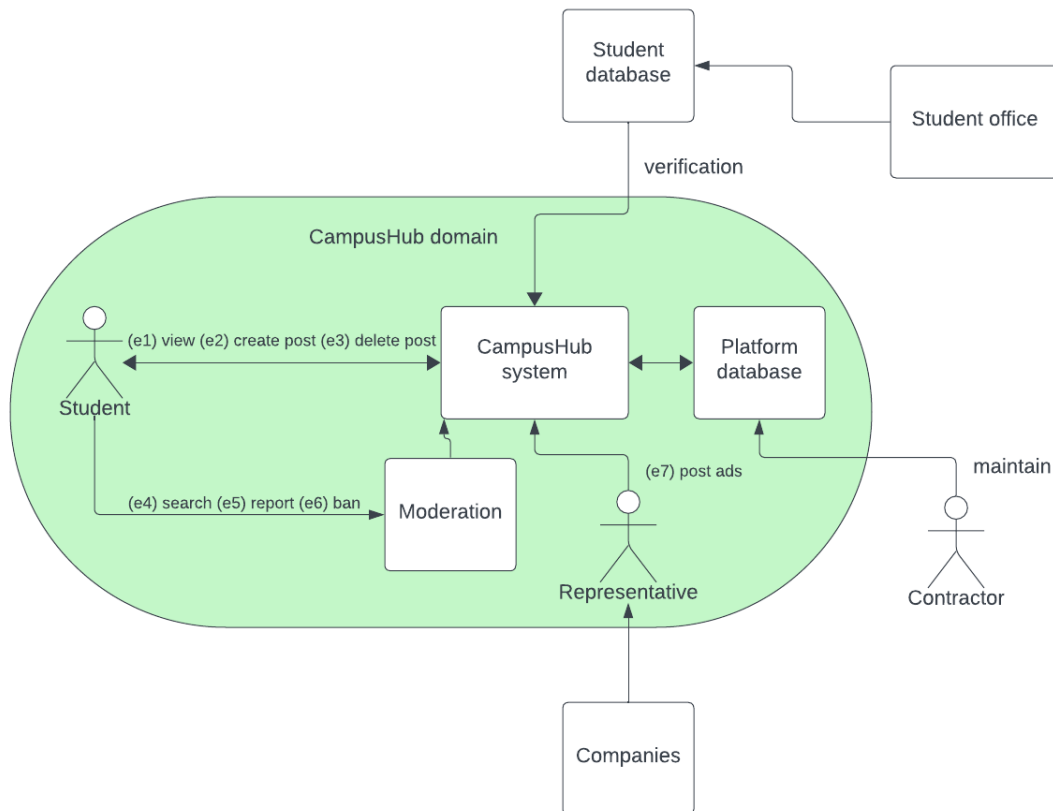 Student
database
Student office
verification
CampusHub domain
(e1) view (e2) create post (e3) delete post
CampusHub
system
Platform
database
Student
(e7) post ads
maintain
(e4) search (e5) report (e6) ban
Moderation
Representative
Contractor
Companies